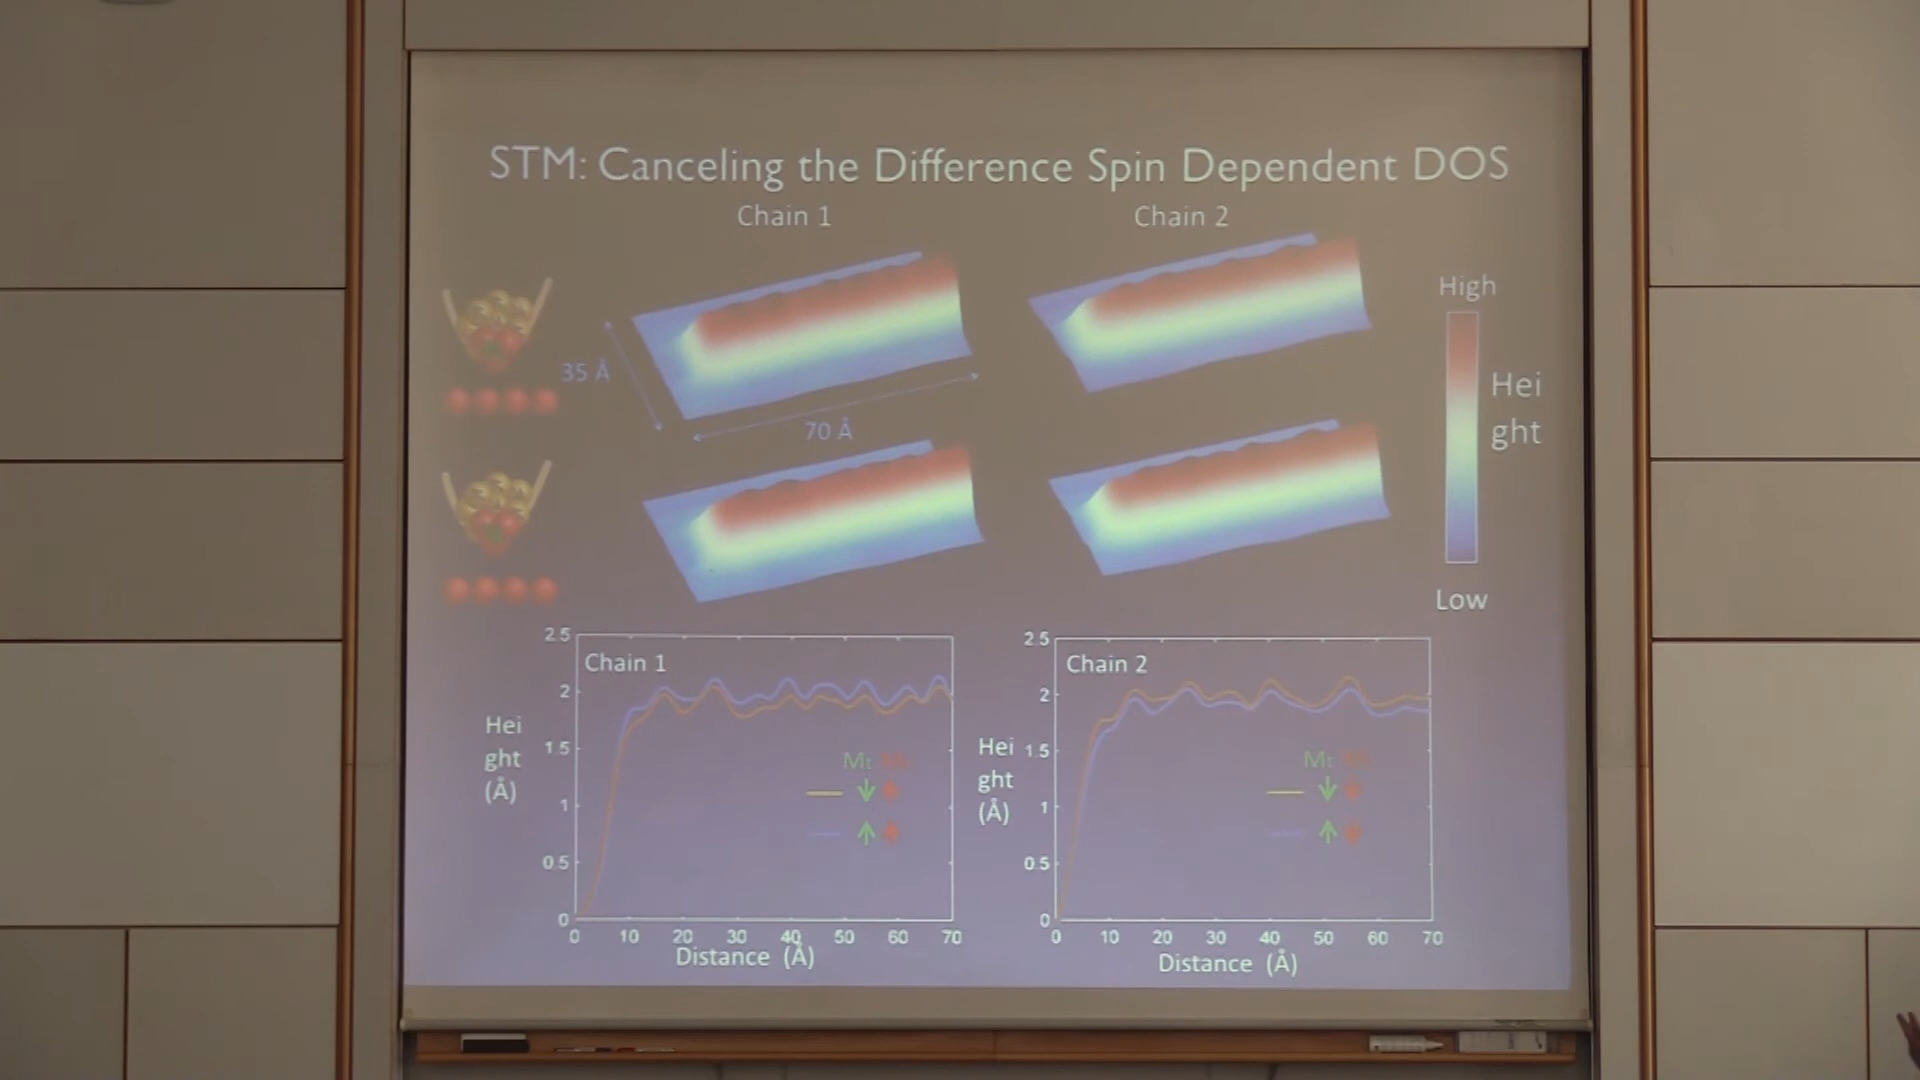 STM: Canceling the Difference Spin Dependent DOS
Chain 1
Chain 2
High
Hei
ght
Low
35 Å
70 Å
Chain 1
2.5
2
1.5
1
0.5
0
Hei
ght
(Å)
Mt
0 10 20 30 40 50 60 70
Distance (Å)
Chain 2
2.5
2
1.5
1
0.5
0
Hei
ght
(Å)
Mt
0 10 20 30 40 50 60 70
Distance (Å)